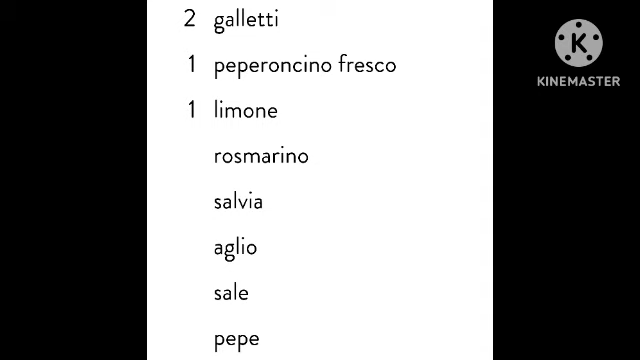 2 galletti
1 peperoncino fresco
1 limone
rosmarino
salvia
aglio
sale
pepe
K
KINEMASTER